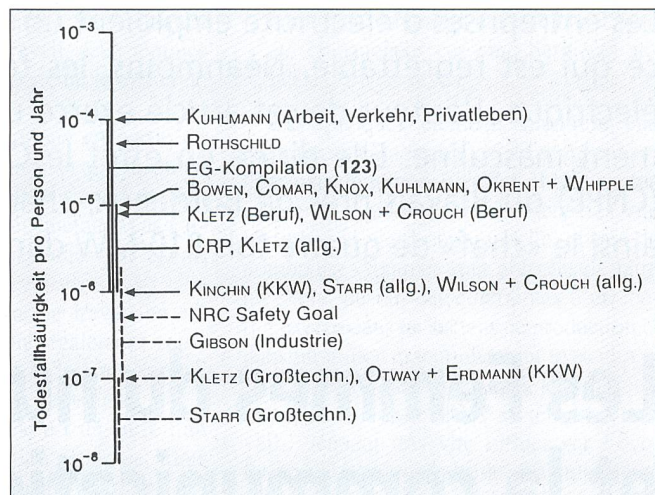 Todesfallhäufigkeit pro Person und Jahr
10⁻³
10⁻⁴ KUHLMANN (Arbeit, Verkehr, Privatleben)
ROTHSCHILD
EG-Kompilation (123)
BOWEN, COMAR, KNOX, KUHLMANN, OKRENT + WHIPPLE
10⁻⁵
KLETZ (Beruf), WILSON + CROUCH (Beruf)
ICRP, KLETZ (allg.)
10⁻⁶ KINCHIN (KKW), STARR (allg.), WILSON + CROUCH (allg.)
NRC Safety Goal
GIBSON (Industrie)
10⁻⁷ KLETZ (Großtechn.), OTWAY + ERDMANN (KKW)
STARR (Großtechn.)
10⁻⁸